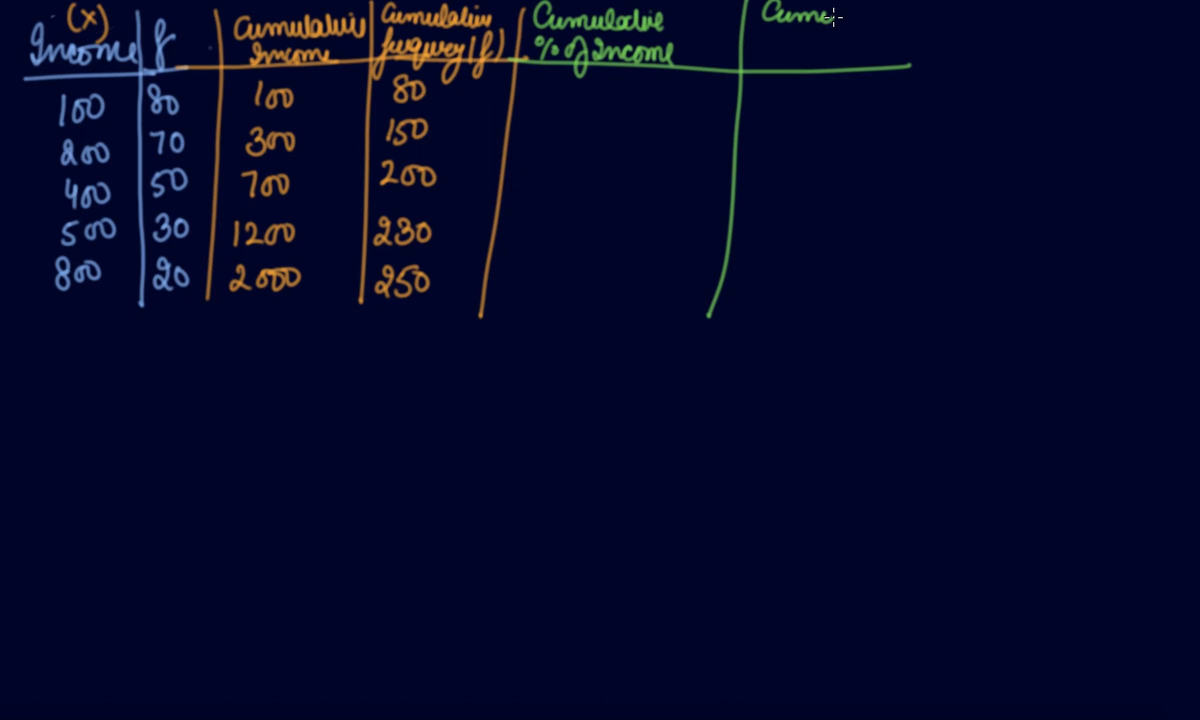 (x)
Income f Cumulative Income Cumulative frequency (f) Cumulative % of Income Cumu
100 80 100 80
200 70 300 150
400 50 700 200
500 30 1200 230
800 20 2000 250